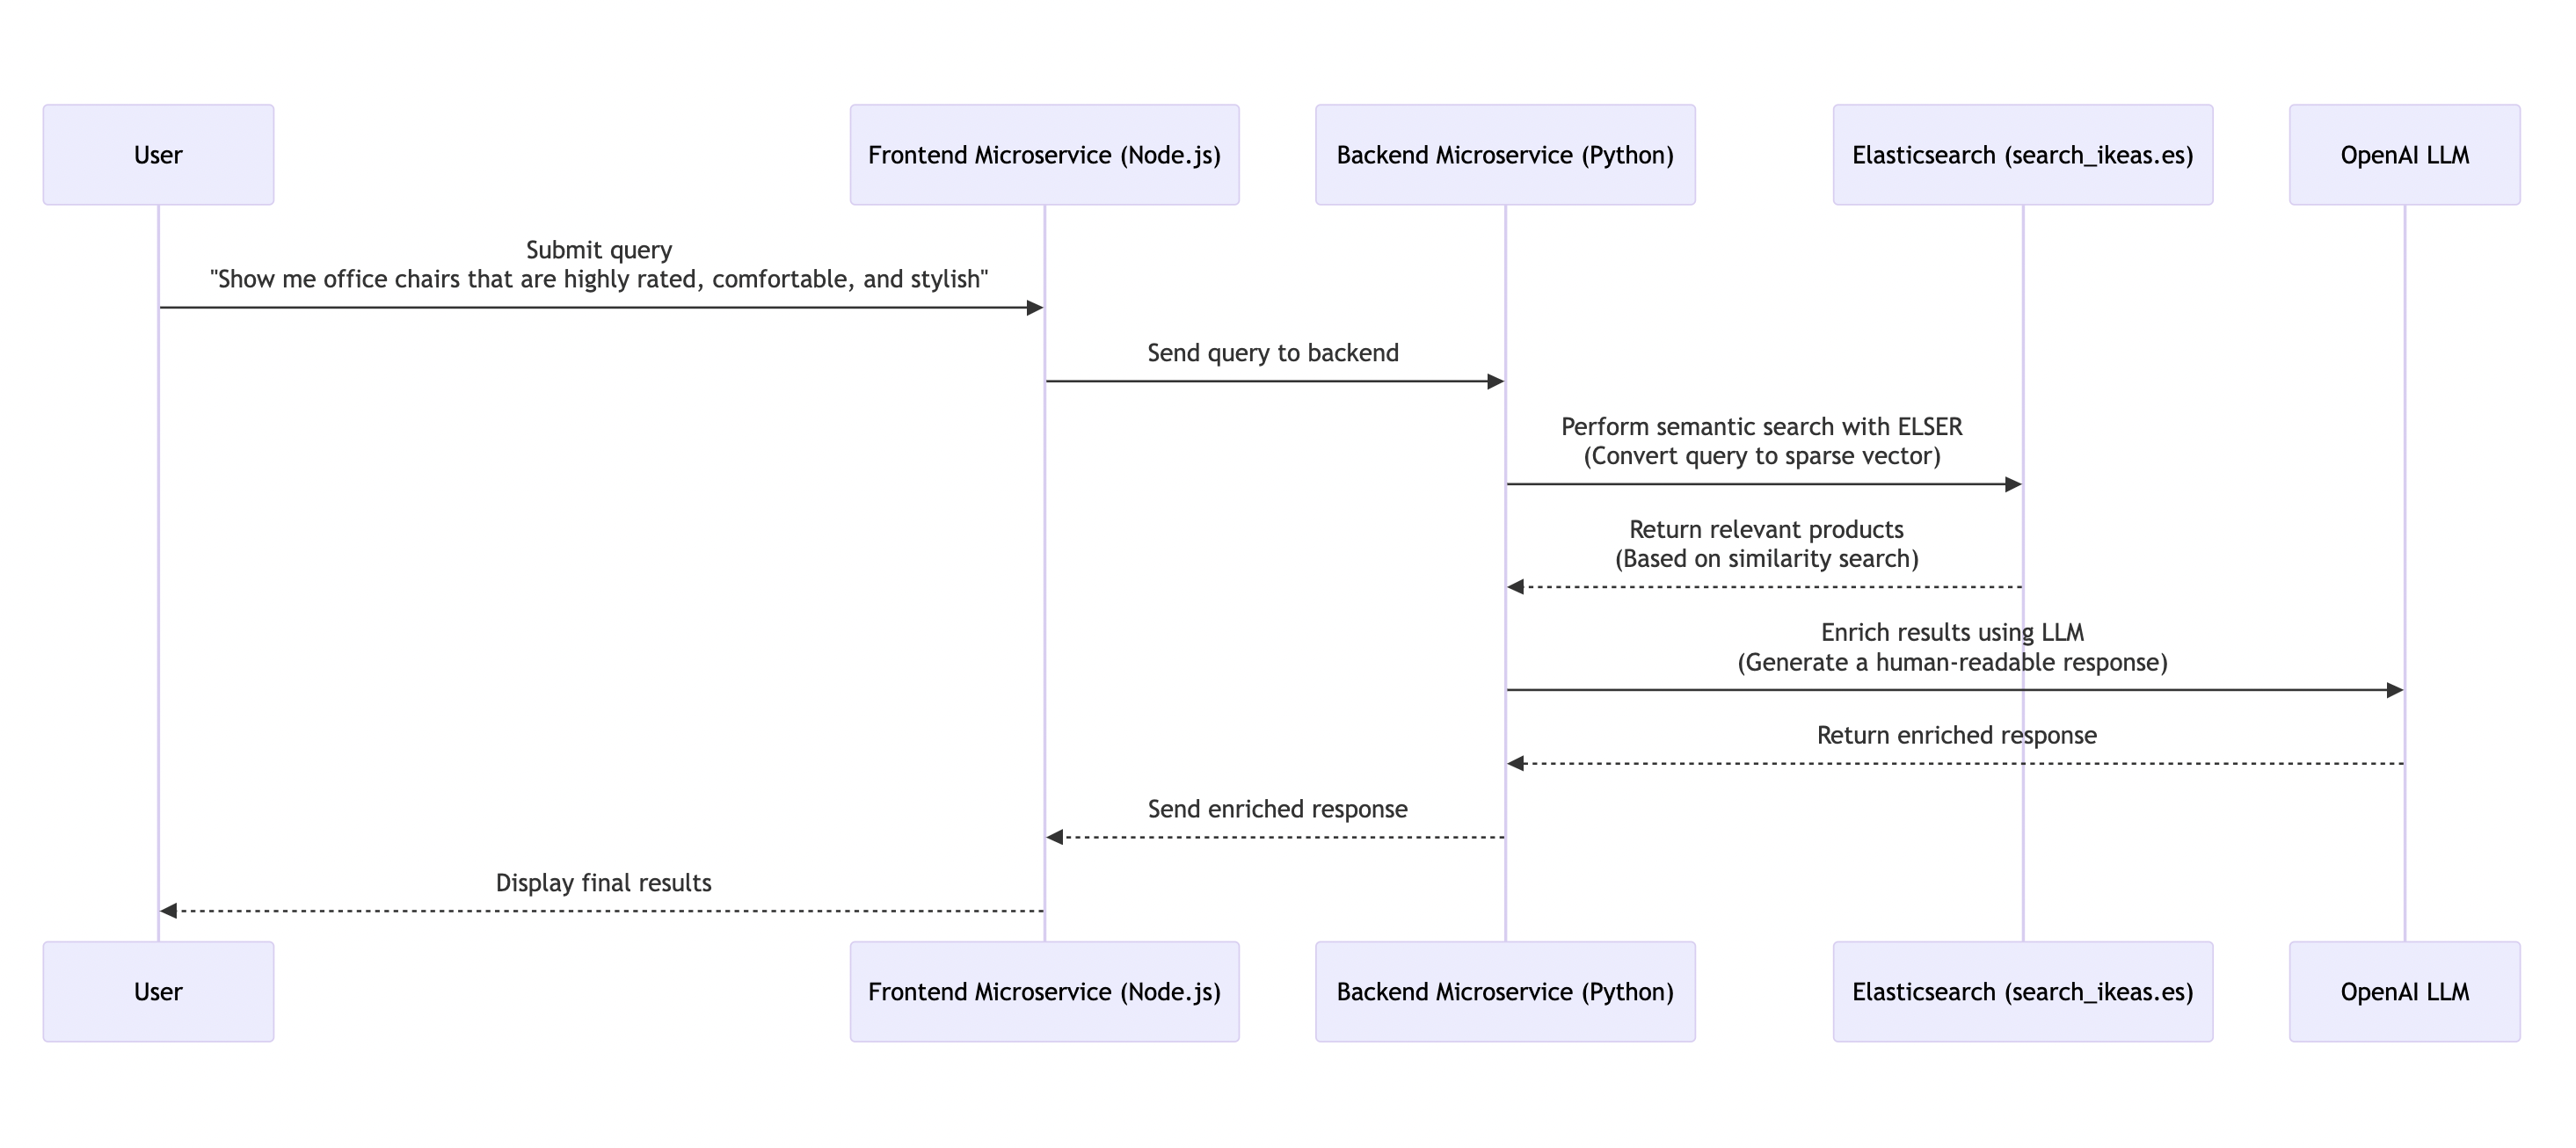 User
Frontend Microservice (Node.js)
Backend Microservice (Python)
Elasticsearch (search_ikeas.es)
OpenAI LLM
Submit query
"Show me office chairs that are highly rated, comfortable, and stylish"
Send query to backend
Perform semantic search with ELSER
(Convert query to sparse vector)
Return relevant products
(Based on similarity search)
Enrich results using LLM
(Generate a human-readable response)
Return enriched response
Send enriched response
Display final results
User
Frontend Microservice (Node.js)
Backend Microservice (Python)
Elasticsearch (search_ikeas.es)
OpenAI LLM